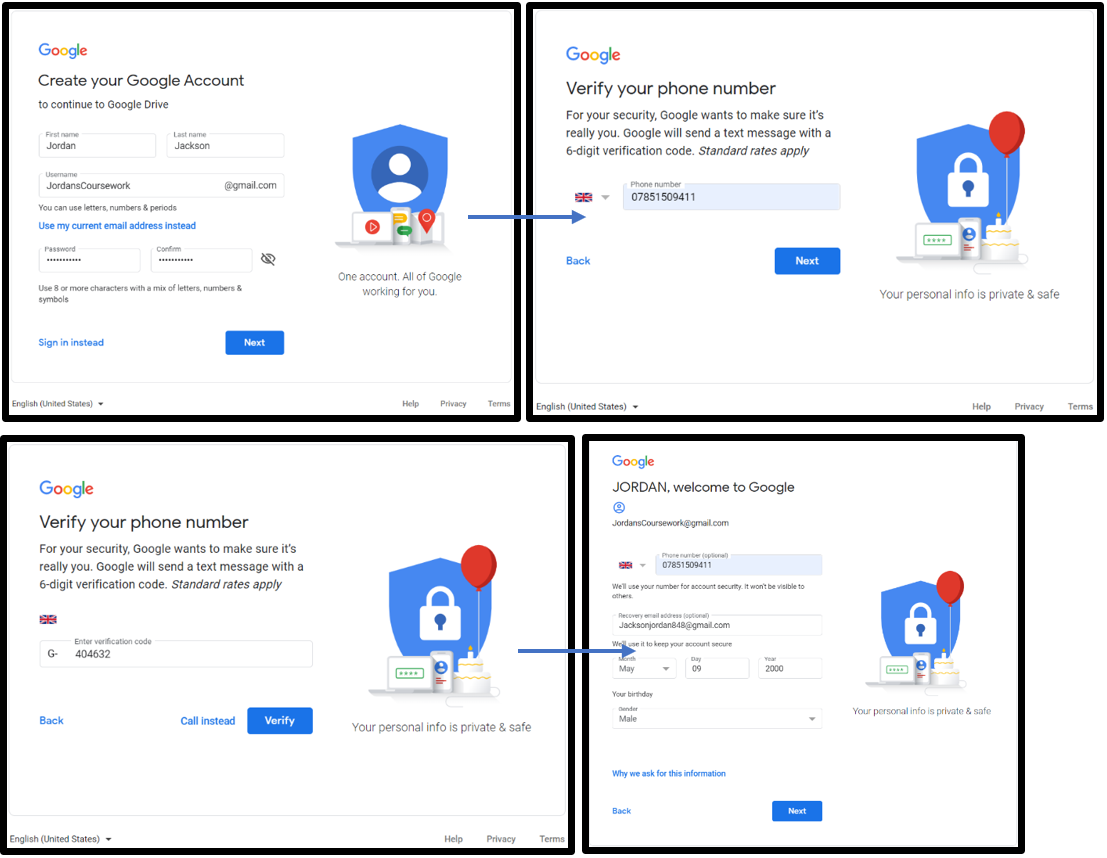 Google
Create your Google Account
to continue to Google Drive
First name
Jordan
Last name
Jackson
Username
JordansCoursework
@gmail.com
You can use letters, numbers & periods
Use my current email address instead
Password
•••••••••••
Confirm
•••••••••••
Use 8 or more characters with a mix of letters, numbers &
symbols
Sign in instead
Next
One account. All of Google
working for you.
English (United States)
Help
Privacy
Terms
Google
Verify your phone number
For your security, Google wants to make sure it's
really you. Google will send a text message with a
6-digit verification code. Standard rates apply
Phone number
07851509411
Back
Next
****
Your personal info is private & safe
English (United States)
Help
Privacy
Terms
Google
Verify your phone number
For your security, Google wants to make sure it's
really you. Google will send a text message with a
6-digit verification code. Standard rates apply
Enter verification code
G- 404632
Back
Call instead
Verify
****
Your personal info is private & safe
English (United States)
Help
Privacy
Terms
Google
JORDAN, welcome to Google
JordansCoursework@gmail.com
Phone number (optional)
07851509411
We'll use your number for account security. It won't be visible to
others.
Recovery email address (optional)
Jacksonjordan848@gmail.com
We'll use it to keep your account secure
Month
May
Day
09
Year
2000
Your birthday
Gender
Male
Why we ask for this information
Back
Next
****
Your personal info is private & safe